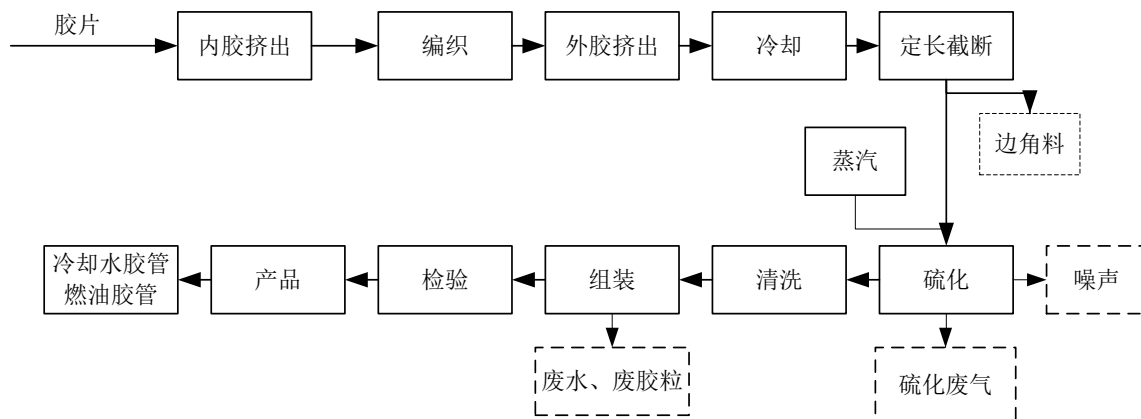 胶片
内胶挤出
编织
外胶挤出
冷却
定长截断
边角料
蒸汽
冷却水胶管
燃油胶管
产品
检验
组装
清洗
硫化
噪声
废水、废胶粒
硫化废气